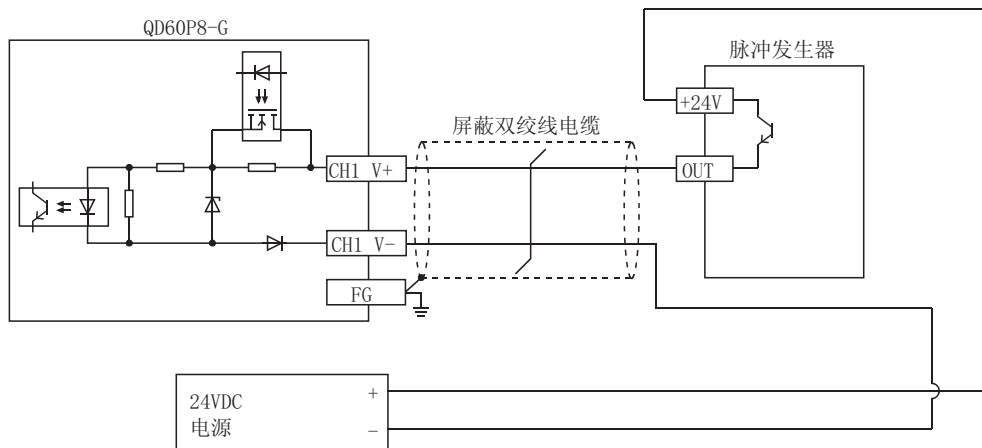 QD60P8-G
脉冲发生器
+24V
屏蔽双绞线电缆
CH1 V+
OUT
CH1 V-
FG
24VDC
电源
+
-